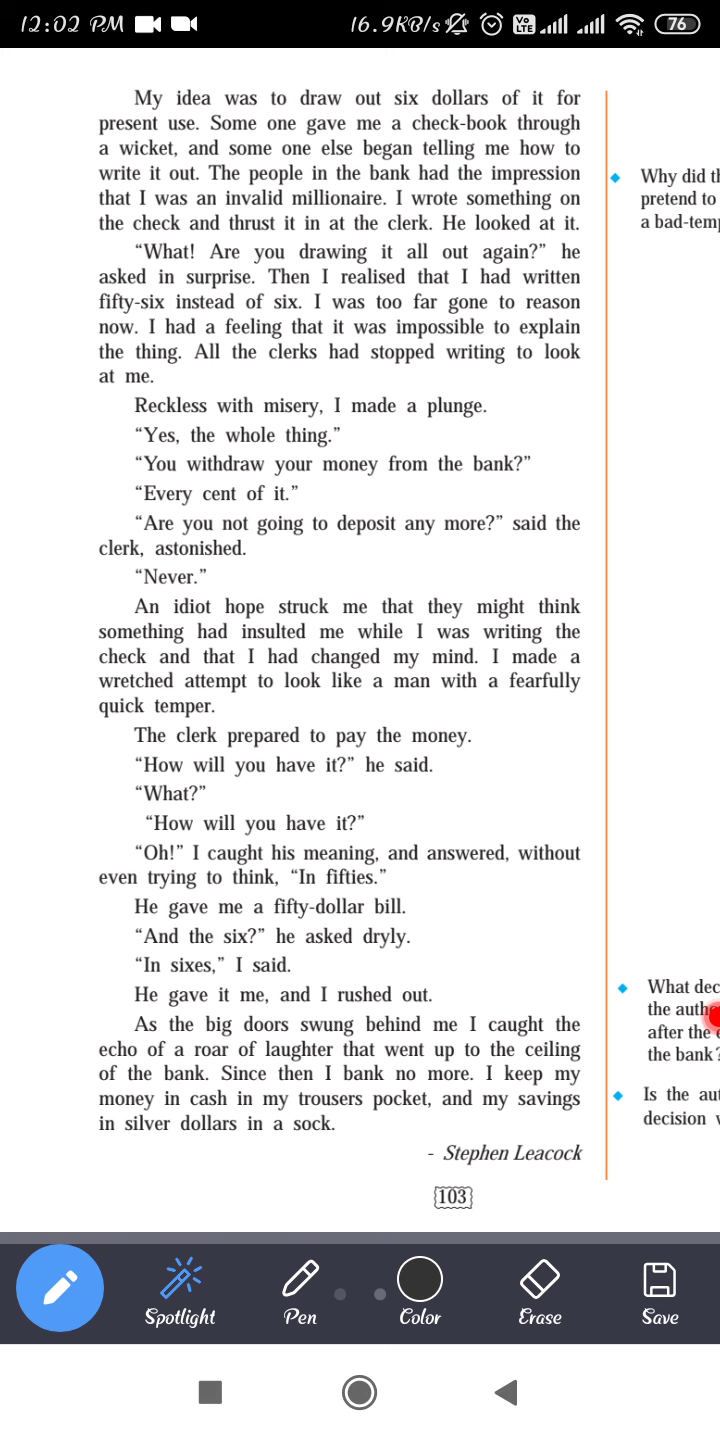 12:02 PM
16.9KB/s
Vo LTE
76
My idea was to draw out six dollars of it for
present use. Some one gave me a check-book through
a wicket, and some one else began telling me how to
write it out. The people in the bank had the impression
that I was an invalid millionaire. I wrote something on
the check and thrust it in at the clerk. He looked at it.
“What! Are you drawing it all out again?” he
asked in surprise. Then I realised that I had written
fifty-six instead of six. I was too far gone to reason
now. I had a feeling that it was impossible to explain
the thing. All the clerks had stopped writing to look
at me.
Reckless with misery, I made a plunge.
“Yes, the whole thing.”
“You withdraw your money from the bank?”
“Every cent of it.”
“Are you not going to deposit any more?” said the
clerk, astonished.
“Never.”
An idiot hope struck me that they might think
something had insulted me while I was writing the
check and that I had changed my mind. I made a
wretched attempt to look like a man with a fearfully
quick temper.
The clerk prepared to pay the money.
“How will you have it?” he said.
“What?”
“How will you have it?”
“Oh!” I caught his meaning, and answered, without
even trying to think, “In fifties.”
He gave me a fifty-dollar bill.
“And the six?” he asked dryly.
“In sixes,” I said.
He gave it me, and I rushed out.
As the big doors swung behind me I caught the
echo of a roar of laughter that went up to the ceiling
of the bank. Since then I bank no more. I keep my
money in cash in my trousers pocket, and my savings
in silver dollars in a sock.
- Stephen Leacock
103
Why did
pretend to
a
What
the
after the
the bank?
Is the
decision
Spotlight
Pen
Color
Erase
Save